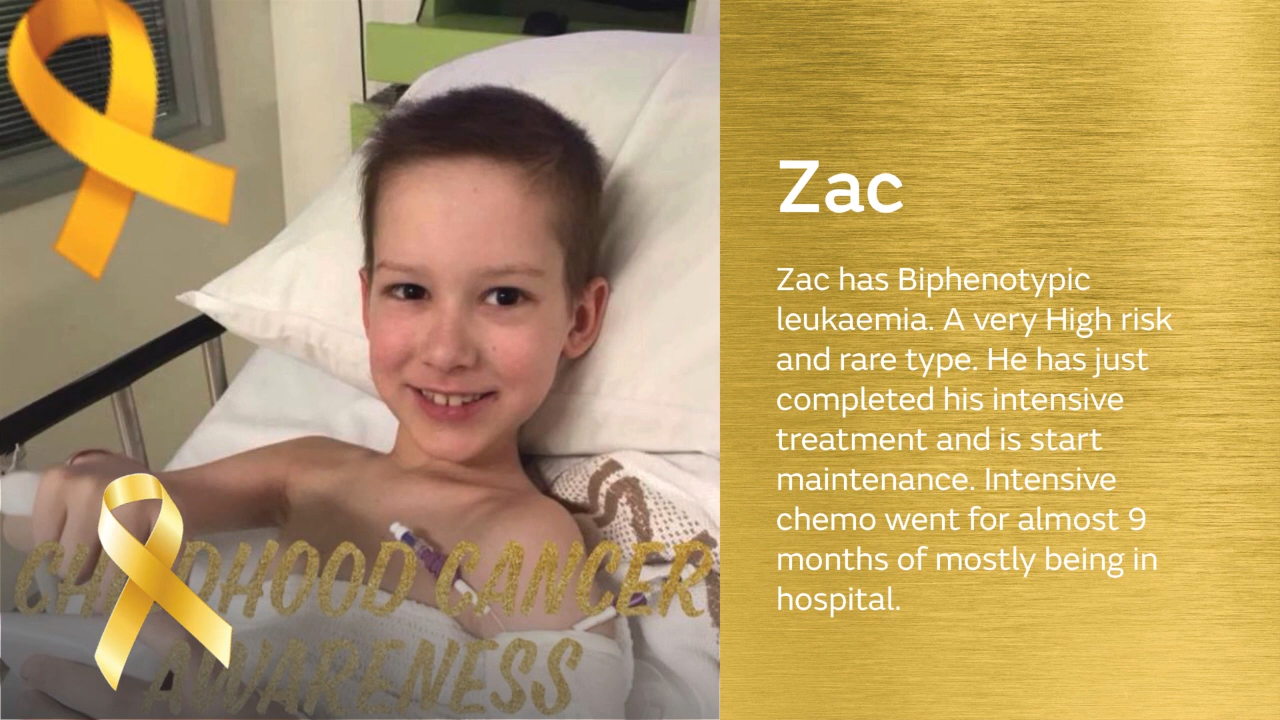 CHILDHOOD CANCER
AWARENESS
Zac
Zac has Biphenotypic
leukaemia. A very High risk
and rare type. He has just
completed his intensive
treatment and is start
maintenance. Intensive
chemo went for almost 9
months of mostly being in
hospital.